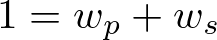 1 = w_p + w_s